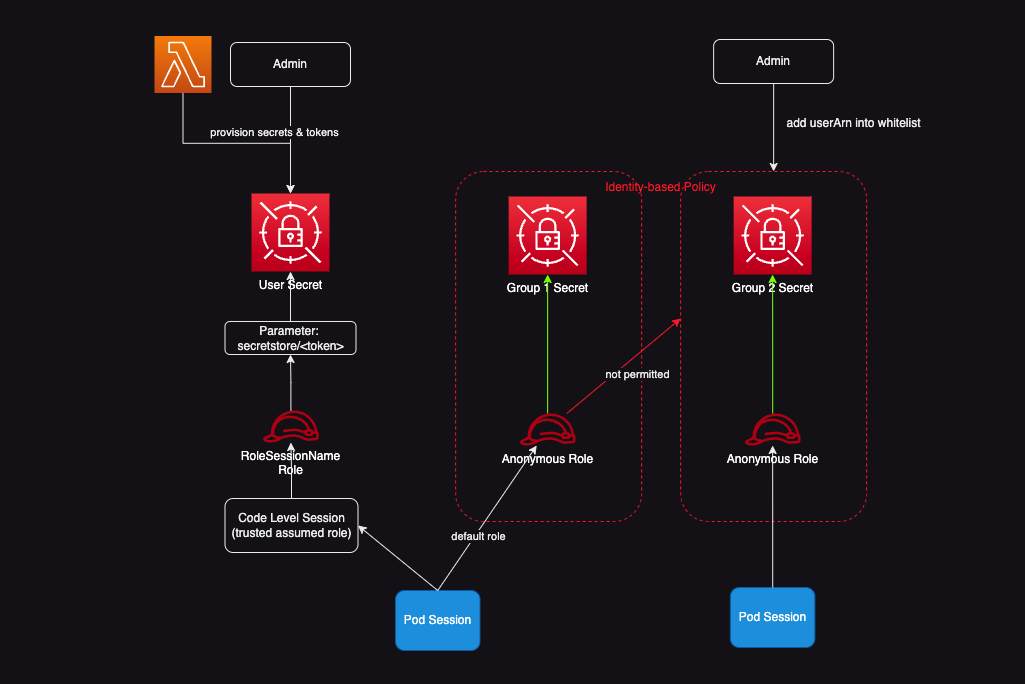 Admin
Admin
add userArn into whitelist
provision secrets & tokens
Identity-based Policy
User Secret
Group 1 Secret
Group 2 Secret
Parameter:
secretstore/<token>
not permitted
RoleSessionName
Role
Anonymous Role
Anonymous Role
Code Level Session
(trusted assumed role)
default role
Pod Session
Pod Session